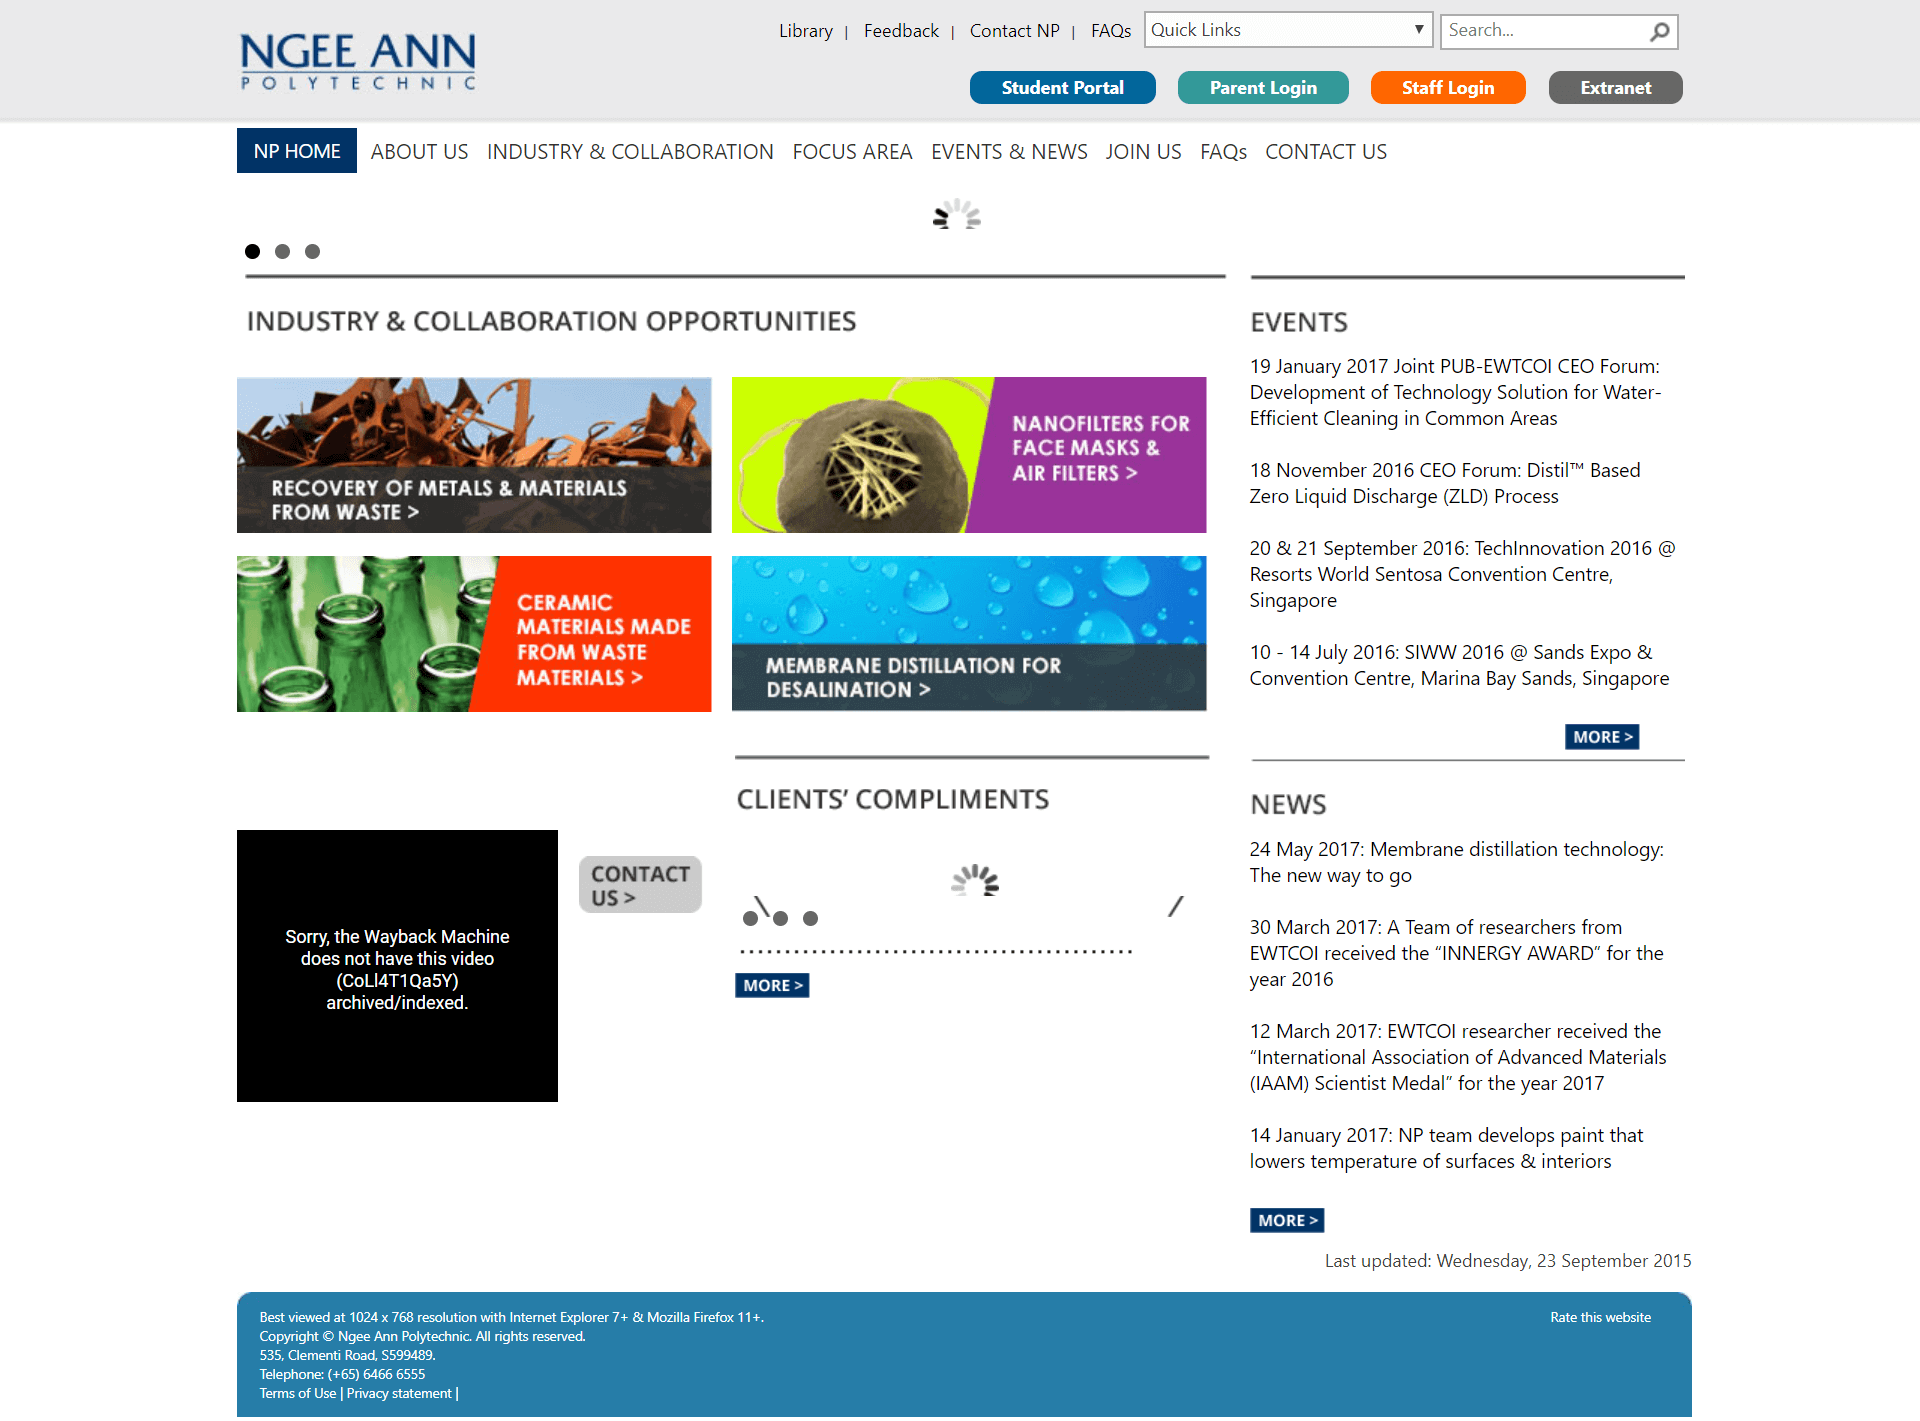 NGEE ANN
POLYTECHNIC
Library | Feedback | Contact NP | FAQs
Quick Links
Search...
Student Portal
Parent Login
Staff Login
Extranet
NP HOME
ABOUT US
INDUSTRY & COLLABORATION
FOCUS AREA
EVENTS & NEWS
JOIN US
FAQs
CONTACT US
INDUSTRY & COLLABORATION OPPORTUNITIES
RECOVERY OF METALS & MATERIALS
FROM WASTE >
NANOFILTERS FOR
FACE MASKS &
AIR FILTERS >
CERAMIC
MATERIALS MADE
FROM WASTE
MATERIALS >
MEMBRANE DISTILLATION FOR
DESALINATION >
Sorry, the Wayback Machine
does not have this video
(CoLl4T1Qa5Y)
archived/indexed.
CONTACT
US >
CLIENTS’ COMPLIMENTS
MORE >
EVENTS
19 January 2017 Joint PUB-EWTCOI CEO Forum:
Development of Technology Solution for Water-
Efficient Cleaning in Common Areas
18 November 2016 CEO Forum: Distil™ Based
Zero Liquid Discharge (ZLD) Process
20 & 21 September 2016: TechInnovation 2016 @
Resorts World Sentosa Convention Centre,
Singapore
10 - 14 July 2016: SIWW 2016 @ Sands Expo &
Convention Centre, Marina Bay Sands, Singapore
MORE >
NEWS
24 May 2017: Membrane distillation technology:
The new way to go
30 March 2017: A Team of researchers from
EWTCOI received the “INNERGY AWARD” for the
year 2016
12 March 2017: EWTCOI researcher received the
“International Association of Advanced Materials
(IAAM) Scientist Medal” for the year 2017
14 January 2017: NP team develops paint that
lowers temperature of surfaces & interiors
MORE >
Last updated: Wednesday, 23 September 2015
Best viewed at 1024 x 768 resolution with Internet Explorer 7+ & Mozilla Firefox 11+.
Copyright © Ngee Ann Polytechnic. All rights reserved.
535, Clementi Road, S599489.
Telephone: (+65) 6466 6555
Terms of Use | Privacy statement |
Rate this website